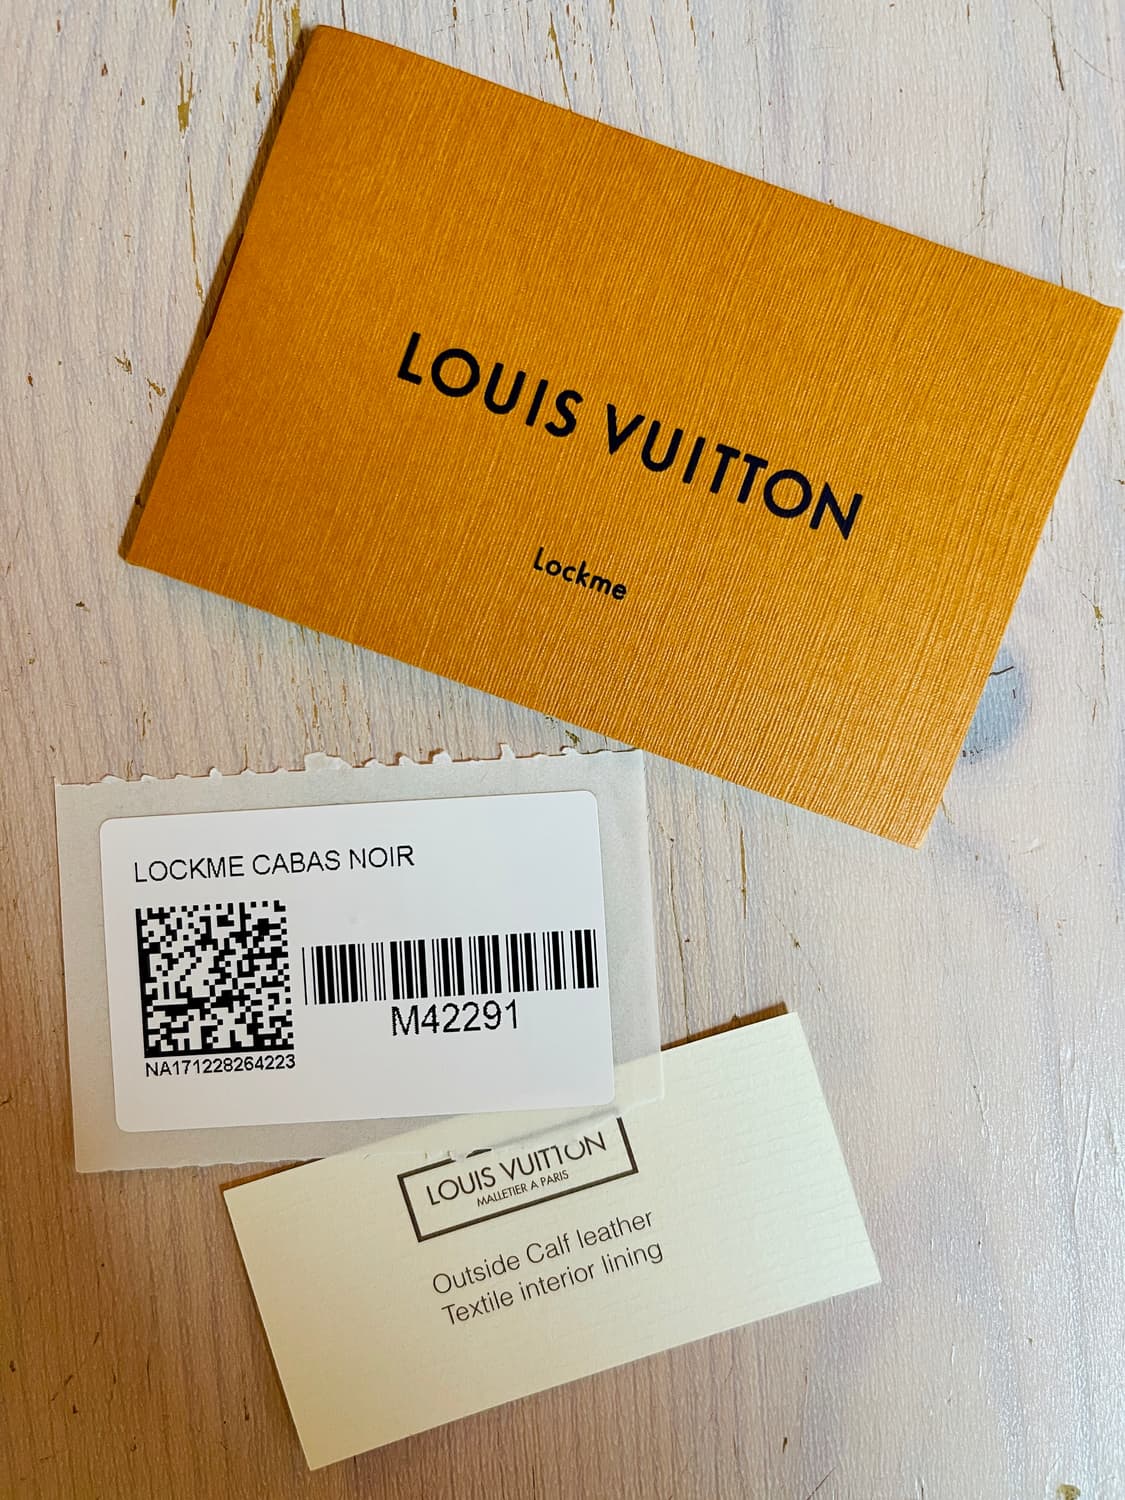 LOUIS VUITTON
Lockme
LOCKME CABAS NOIR
M42291
NA171228264223
LOUIS VUITTON
MALLETIER A PARIS
Outside Calf leather
Textile interior lining